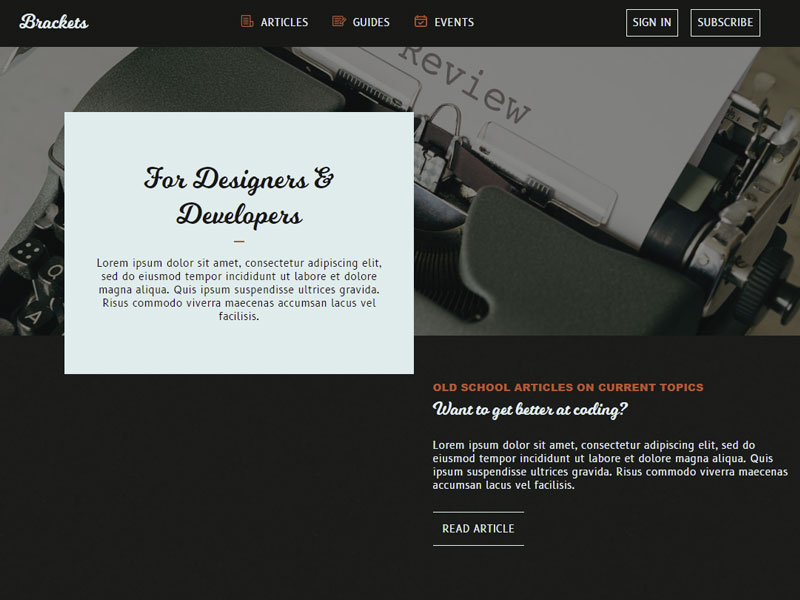 Brackets
ARTICLES
GUIDES
EVENTS
SIGN IN
SUBSCRIBE
Review
For Designers &
Developers
Lorem ipsum dolor sit amet, consectetur adipiscing elit,
sed do eiusmod tempor incididunt ut labore et dolore
magna aliqua. Quis ipsum suspendisse ultrices gravida.
Risus commodo viverra maecenas accumsan lacus vel
facilisis.
OLD SCHOOL ARTICLES ON CURRENT TOPICS
Want to get better at coding?
Lorem ipsum dolor sit amet, consectetur adipiscing elit, sed do
eiusmod tempor incididunt ut labore et dolore magna aliqua. Quis
ipsum suspendisse ultrices gravida. Risus commodo viverra maecenas
accumsan lacus vel facilisis.
READ ARTICLE